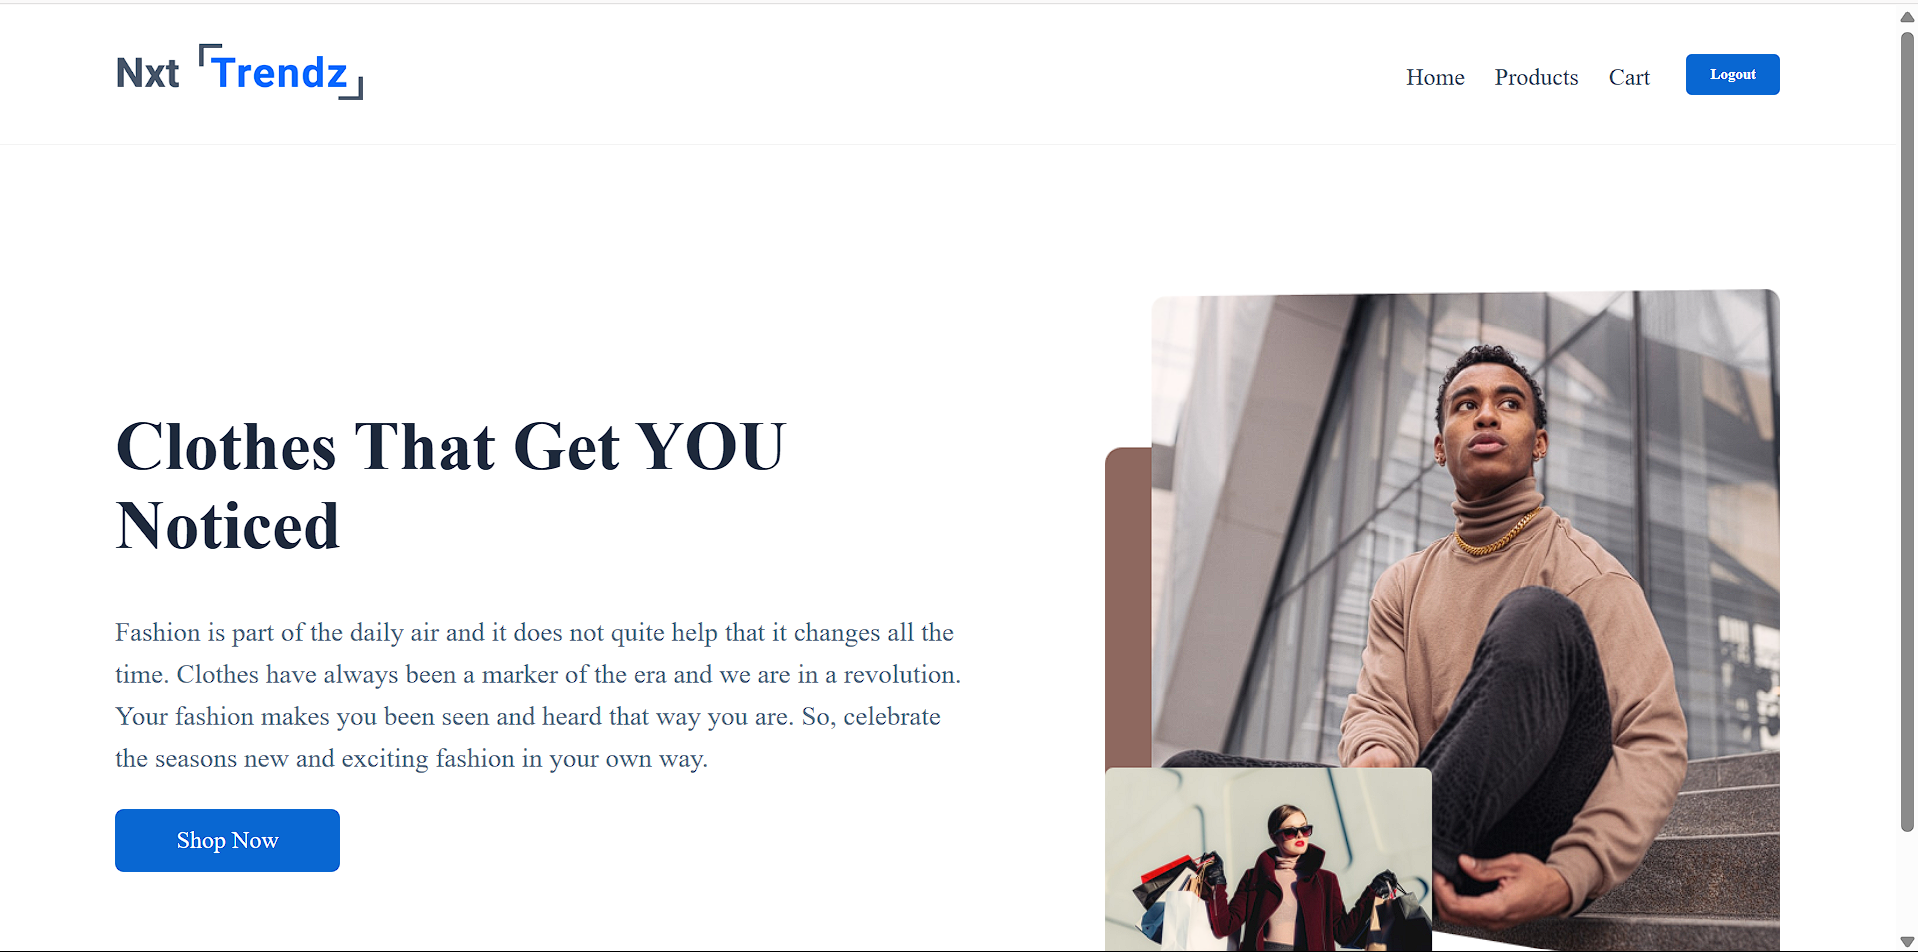 Nxt Trendz
Home Products Cart Logout
Clothes That Get YOU
Noticed
Fashion is part of the daily air and it does not quite help that it changes all the
time. Clothes have always been a marker of the era and we are in a revolution.
Your fashion makes you been seen and heard that way you are. So, celebrate
the seasons new and exciting fashion in your own way.
Shop Now